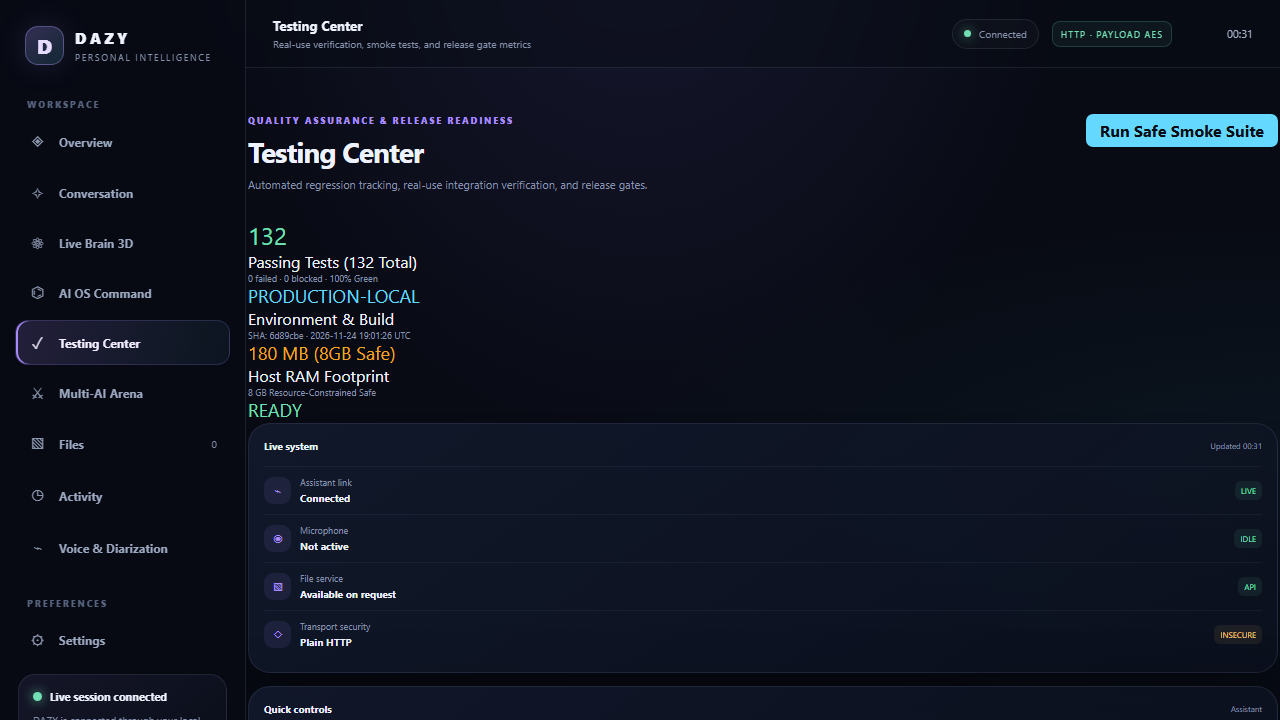 D
DAZY
PERSONAL INTELLIGENCE
WORKSPACE
Overview
Conversation
Live Brain 3D
AI OS Command
Testing Center
Multi-AI Arena
Files 0
Activity
Voice & Diarization
PREFERENCES
Settings
Live session connected
DAZY is connected through your local
Testing Center
Real-use verification, smoke tests, and release gate metrics
Connected
HTTP · PAYLOAD AES
00:31
QUALITY ASSURANCE & RELEASE READINESS
Testing Center
Automated regression tracking, real-use integration verification, and release gates.
Run Safe Smoke Suite
132
Passing Tests (132 Total)
0 failed · 0 blocked · 100% Green
PRODUCTION-LOCAL
Environment & Build
SHA: 6d89cbe · 2026-11-24 19:01:26 UTC
180 MB (8GB Safe)
Host RAM Footprint
8 GB Resource-Constrained Safe
READY
Live system Updated 00:31
Assistant link
Connected
LIVE
Microphone
Not active
IDLE
File service
Available on request
API
Transport security
Plain HTTP
INSECURE
Quick controls Assistant